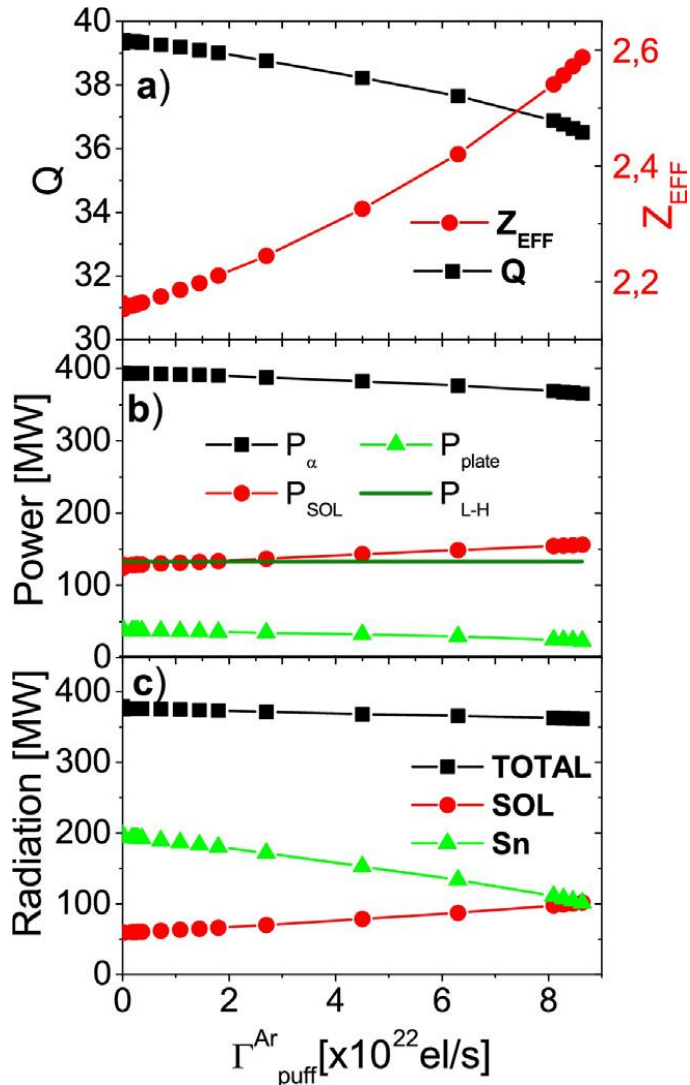 40
38
36
34
32
30
a)
Q
2,6
2,4
2,2
Z_EFF
Z_EFF
Q
400
300
200
100
0
b)
Power [MW]
P_α P_plate
P_SOL P_L-H
400
300
200
100
0
c)
Radiation [MW]
TOTAL
SOL
Sn
0 2 4 6 8
Γ^Ar_puff[x10^22el/s]